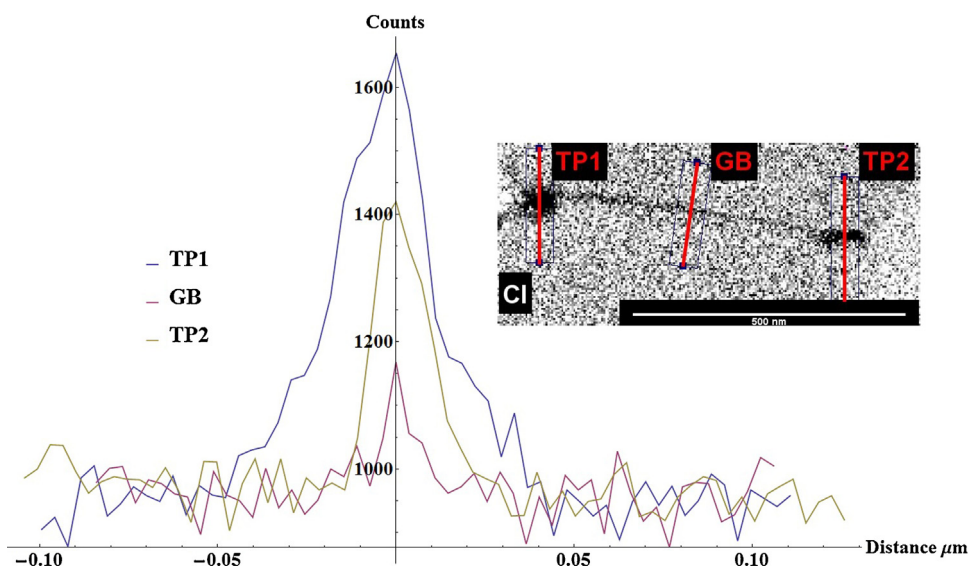 Counts
1600
1400
1200
1000
TP1
GB
TP2
TP1
GB
TP2
Cl
500 nm
−0.10
−0.05
0.05
0.10
Distance μm